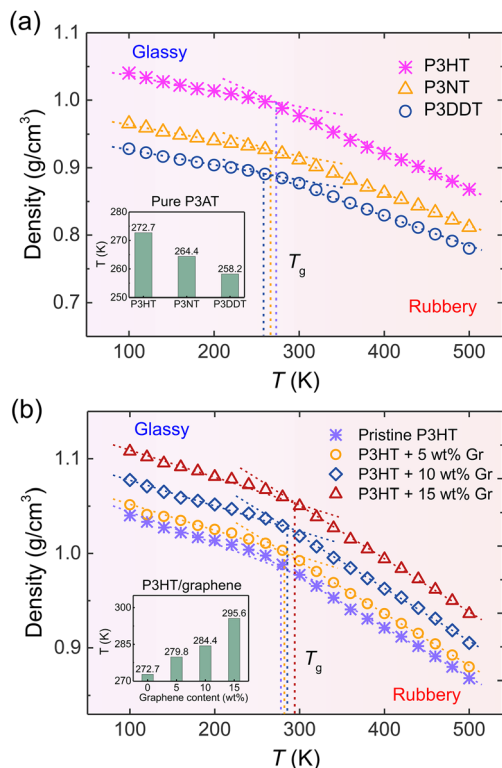 (a)
1.1
1.0
0.9
0.8
0.7
Density (g/cm³)
Glassy
P3HT
P3NT
P3DDT
Pure P3AT
280
270
260
250
T (K)
272.7
264.4
258.2
P3HT P3NT P3DDT
Tg
Rubbery
100 200 300 400 500
T (K)
(b)
1.1
1.0
0.9
Density (g/cm³)
Glassy
Pristine P3HT
P3HT + 5 wt% Gr
P3HT + 10 wt% Gr
P3HT + 15 wt% Gr
P3HT/graphene
300
285
270
T (K)
272.7
279.8
284.4
295.6
0 5 10 15
Graphene content (wt%)
Tg
Rubbery
100 200 300 400 500
T (K)